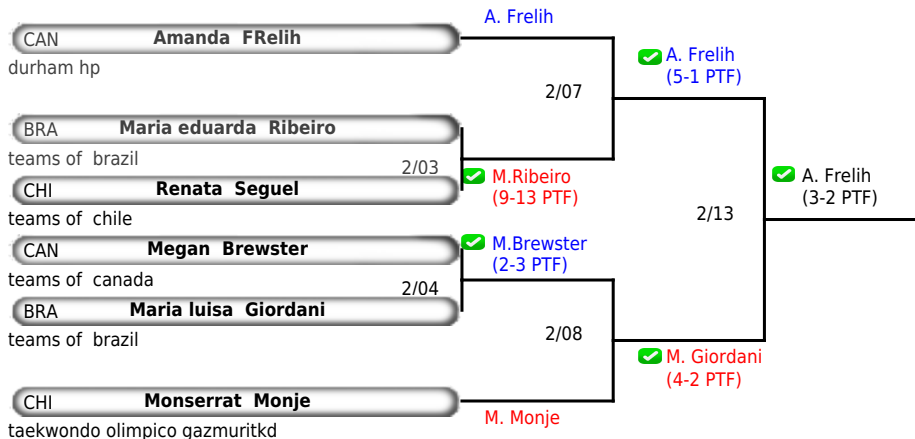 A. Frelih
CAN Amanda FRelih
durham hp
A. Frelih
(5-1 PTF)
2/07
BRA Maria eduarda Ribeiro
teams of brazil
2/03
M.Ribeiro
(9-13 PTF)
CHI Renata Seguel
teams of chile
A. Frelih
(3-2 PTF)
2/13
CAN Megan Brewster
teams of canada
M.Brewster
(2-3 PTF)
2/04
BRA Maria luisa Giordani
teams of brazil
2/08
M. Giordani
(4-2 PTF)
CHI Monserrat Monje
M. Monje
taekwondo olimpico gazmuritkd